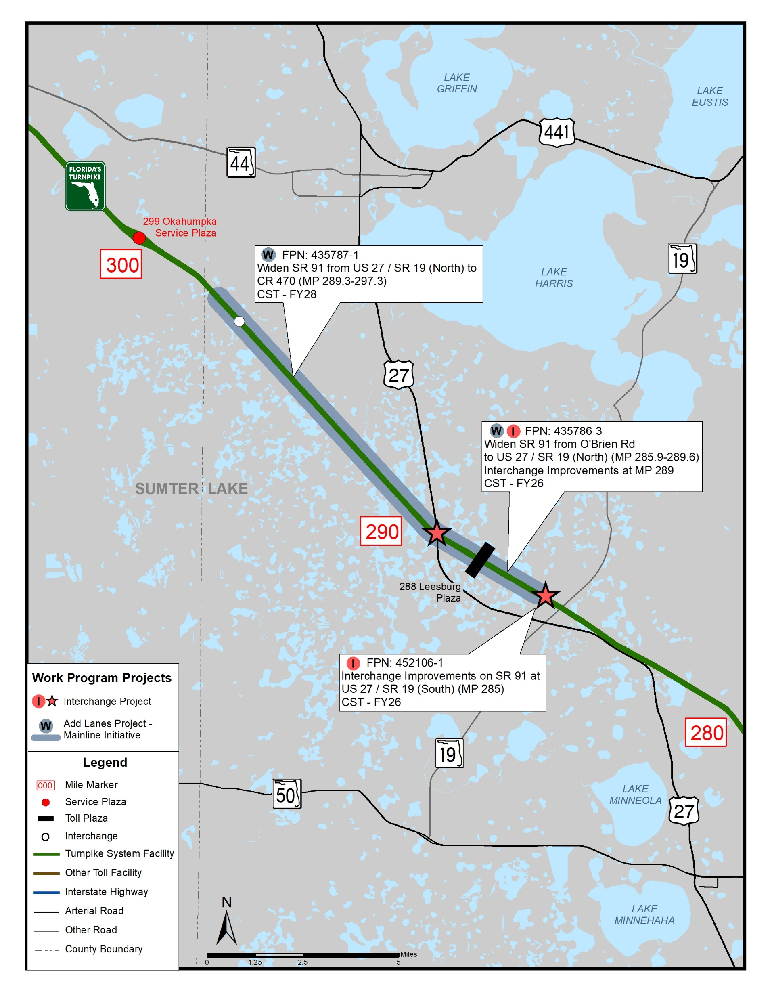 LAKE
GRIFFIN
LAKE
EUSTIS
441
44
FLORIDA'S
TURNPIKE
299 Okahumpka
Service Plaza
300
19
W FPN: 435787-1
Widen SR 91 from US 27 / SR 19 (North) to
CR 470 (MP 289.3-297.3)
CST - FY28
LAKE
HARRIS
27
W I FPN: 435786-3
Widen SR 91 from O'Brien Rd
to US 27 / SR 19 (North) (MP 285.9-289.6)
Interchange Improvements at MP 289
CST - FY26
SUMTER LAKE
290
288 Leesburg
Plaza
I FPN: 452106-1
Interchange Improvements on SR 91 at
US 27 / SR 19 (South) (MP 285)
CST - FY26
280
19
50
LAKE
MINNEOLA
27
LAKE
MINNEHAHA
Work Program Projects
I Interchange Project
W Add Lanes Project -
Mainline Initiative
Legend
000 Mile Marker
Service Plaza
Toll Plaza
Interchange
Turnpike System Facility
Other Toll Facility
Interstate Highway
Arterial Road
Other Road
County Boundary
N
Miles
0 1.25 2.5 5